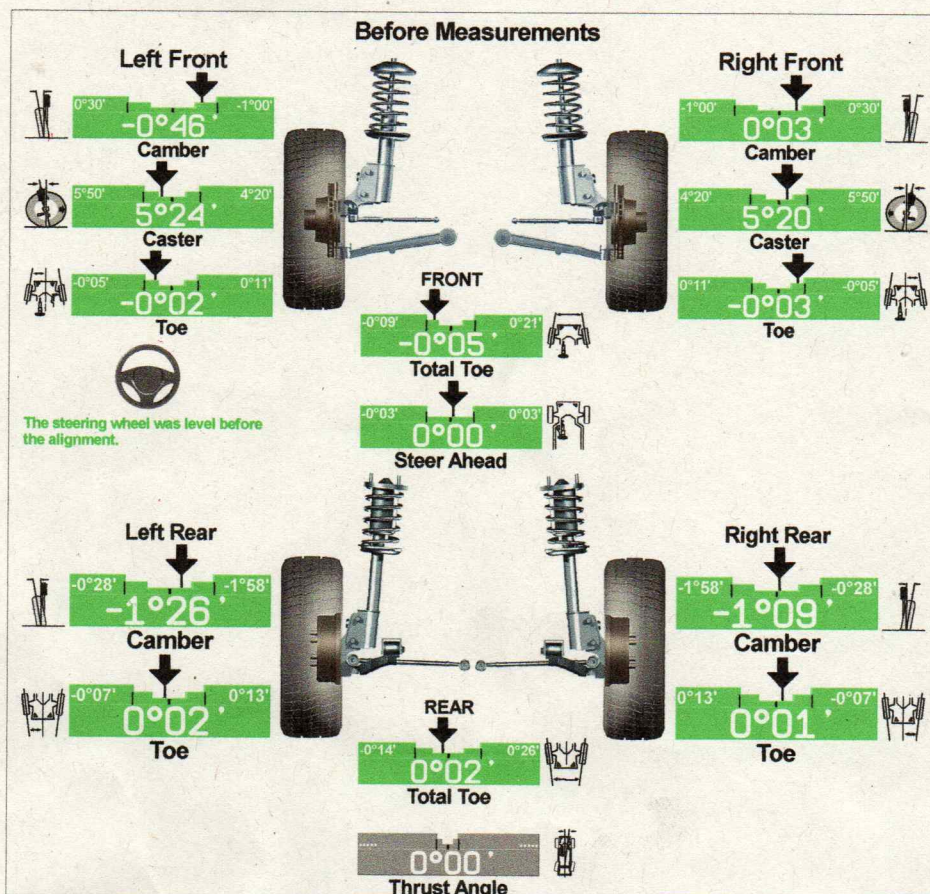 Before Measurements
Left Front
0°30' -1°00'
-0°46'
Camber
5°50' 4°20'
5°24'
Caster
-0°05' 0°11'
-0°02'
Toe
Right Front
-1°00' 0°30'
0°03'
Camber
4°20' 5°50'
5°20'
Caster
0°11' -0°05'
-0°03'
Toe
FRONT
-0°09' 0°21'
-0°05'
Total Toe
-0°03' 0°03'
0°00'
Steer Ahead
The steering wheel was level before
the alignment.
Left Rear
-0°28' -1°58'
-1°26'
Camber
-0°07' 0°13'
0°02'
Toe
Right Rear
-1°58' -0°28'
-1°09'
Camber
0°13' -0°07'
0°01'
Toe
REAR
-0°14' 0°26'
0°02'
Total Toe
----- -----
0°00'
Thrust Angle